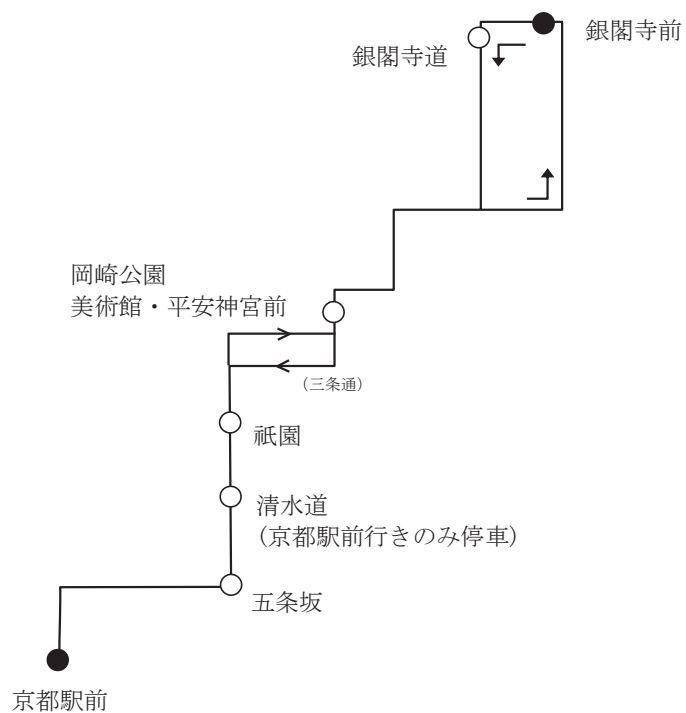 銀閣寺前
銀閣寺道
岡崎公園
美術館・平安神宮前
（三条通）
祇園
清水道
（京都駅前行きのみ停車）
五条坂
京都駅前